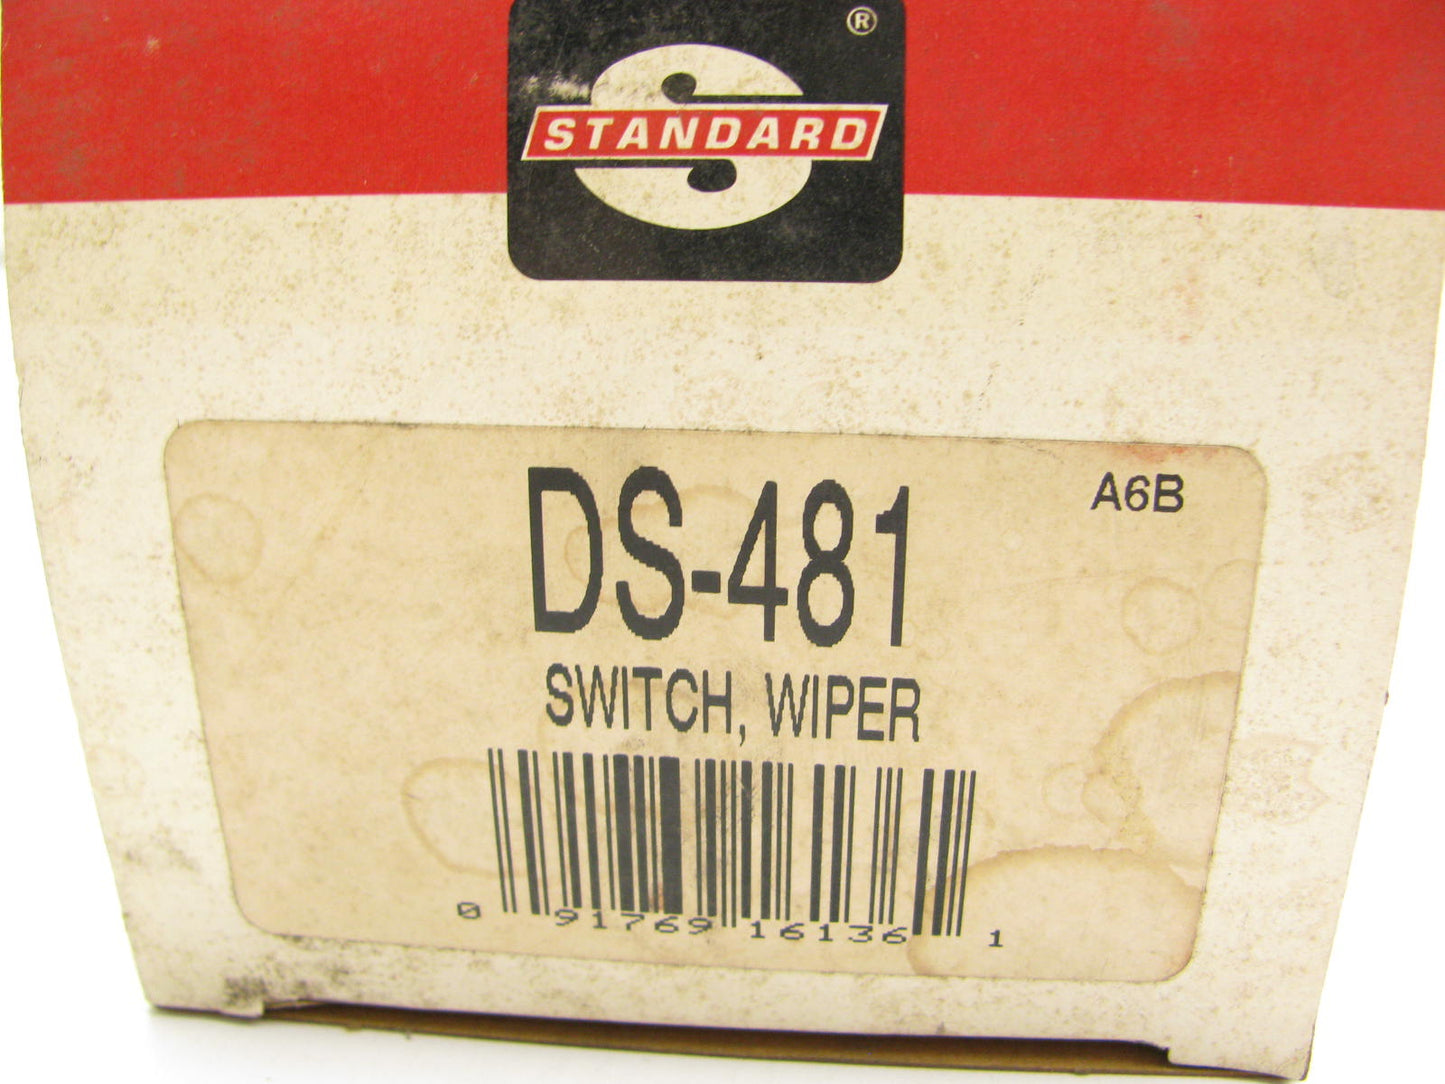 ®
STANDARD
A6B
DS-481
SWITCH, WIPER
0 91769 16136 1